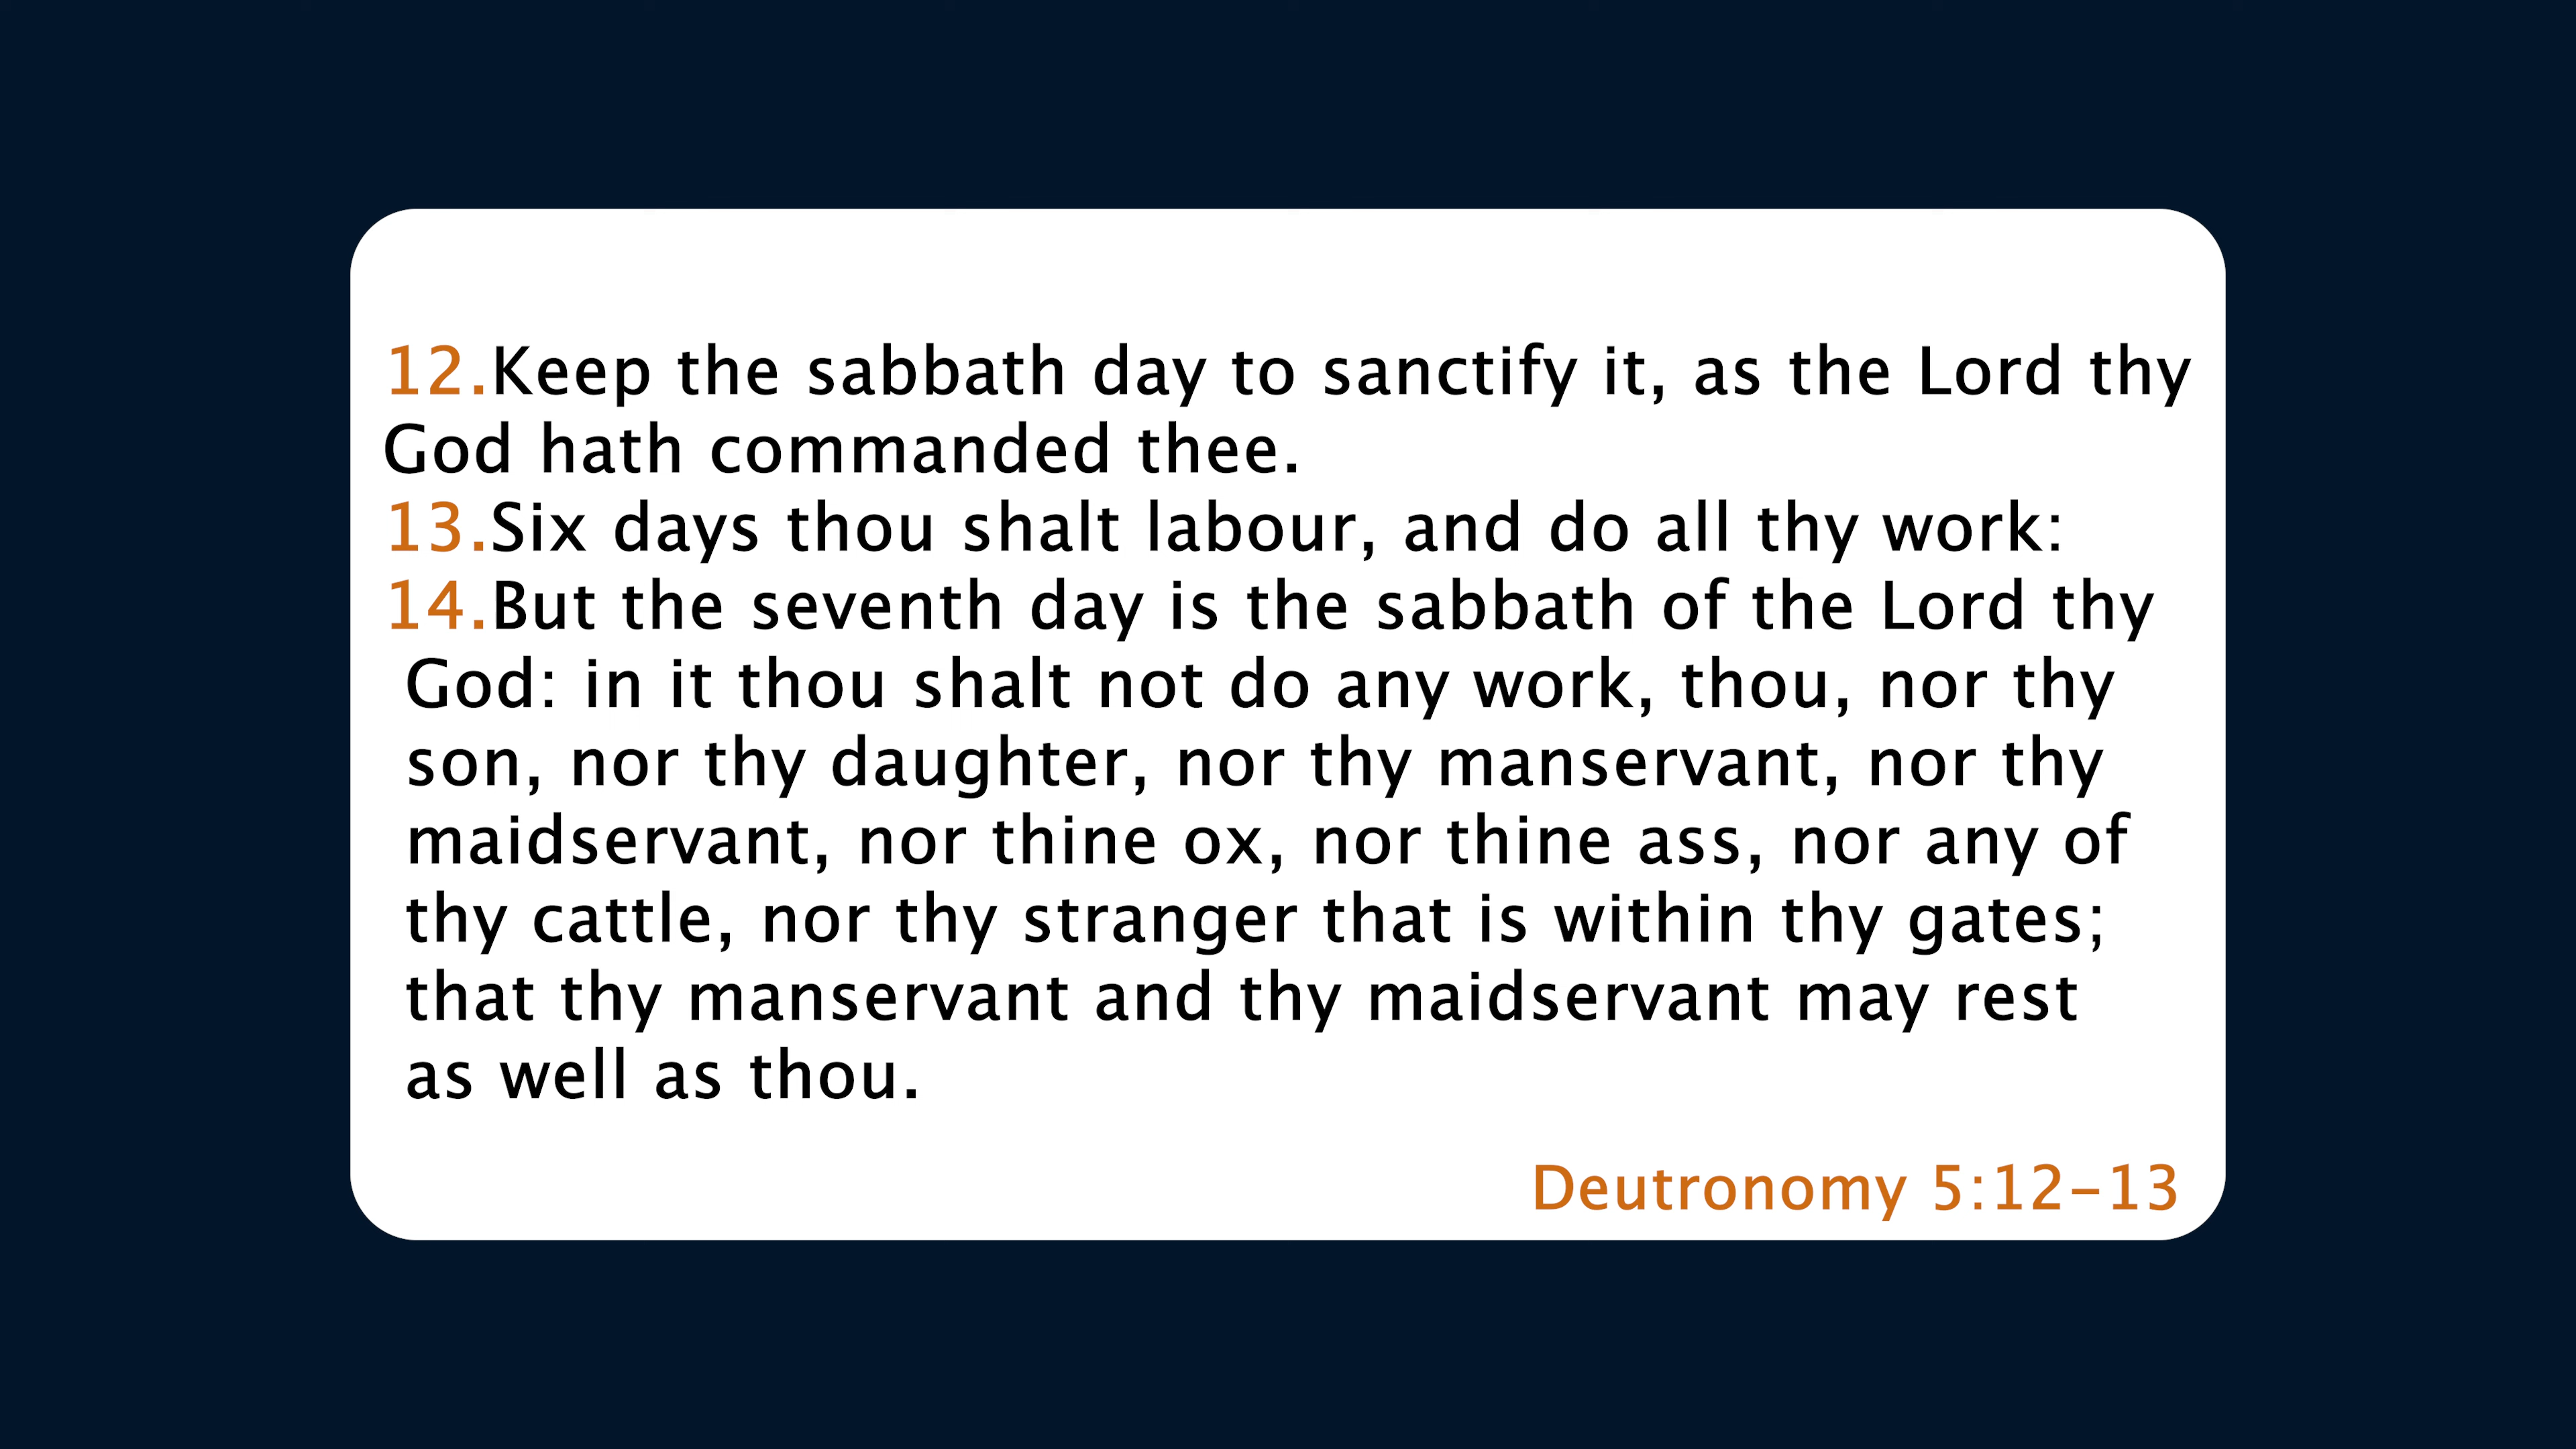 12.Keep the sabbath day to sanctify it, as the Lord thy
God hath commanded thee.
13.Six days thou shalt labour, and do all thy work:
14.But the seventh day is the sabbath of the Lord thy
God: in it thou shalt not do any work, thou, nor thy
son, nor thy daughter, nor thy manservant, nor thy
maidservant, nor thine ox, nor thine ass, nor any of
thy cattle, nor thy stranger that is within thy gates;
that thy manservant and thy maidservant may rest
as well as thou.
Deutronomy 5:12–13